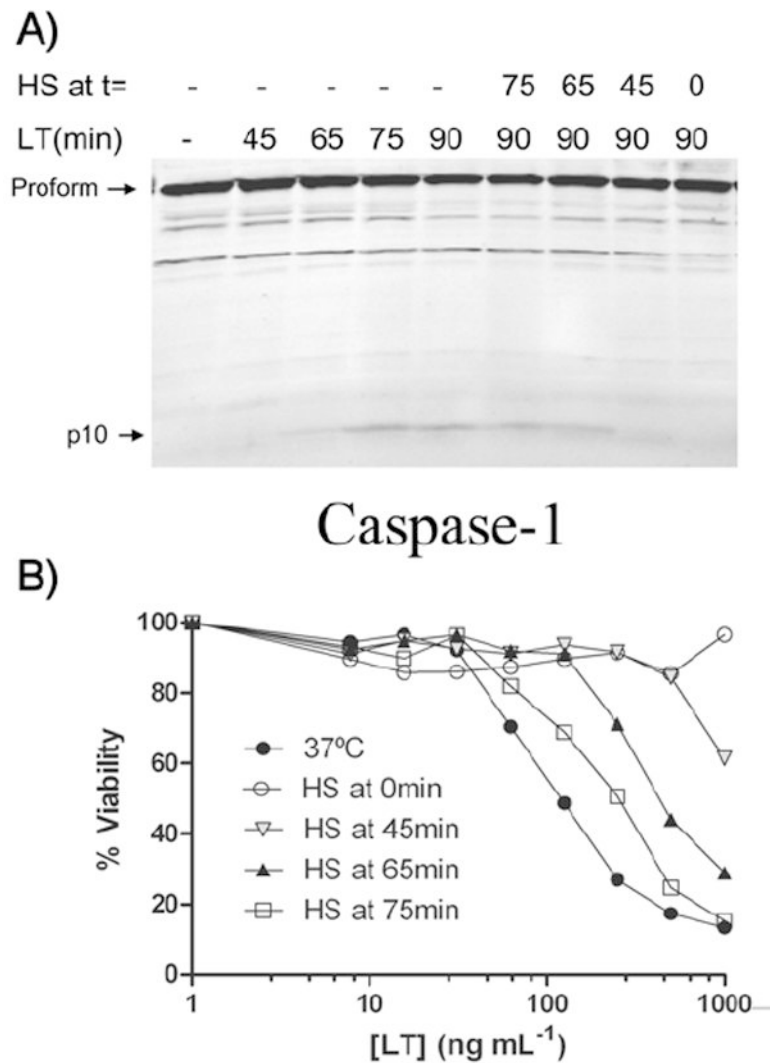 A)
HS at t= - - - - - 75 65 45 0
LT(min) - 45 65 75 90 90 90 90 90
Proform →
p10 →
Caspase-1
B)
100
80
60
40
20
0
% Viability
37ºC
HS at 0min
HS at 45min
HS at 65min
HS at 75min
1 10 100 1000
[LT] (ng mL⁻¹)